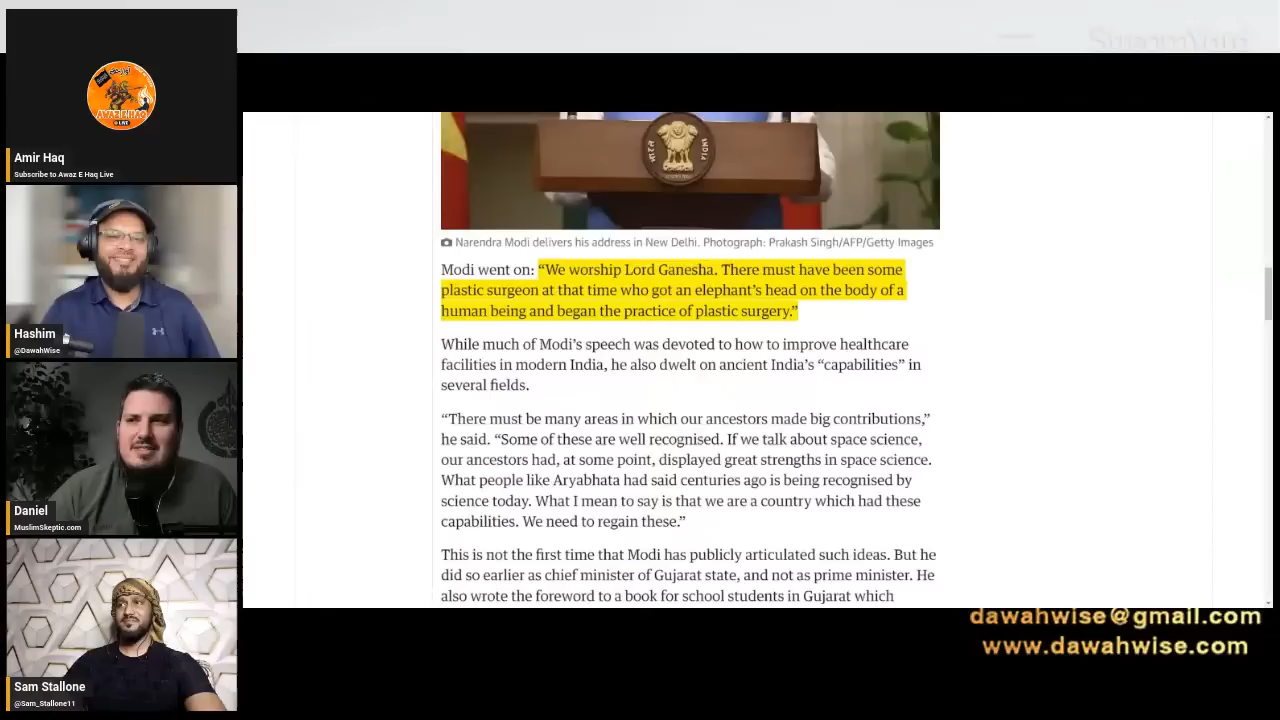 AWAZ E HAQ
LIVE
Amir Haq
Subscribe to Awaz E Haq Live
Hashim
@DawahWise
Daniel
MuslimSkeptic.com
Sam Stallone
@Sam_Stallone11
StreamYard
Narendra Modi delivers his address in New Delhi. Photograph: Prakash Singh/AFP/Getty Images
Modi went on: “We worship Lord Ganesha. There must have been some
plastic surgeon at that time who got an elephant’s head on the body of a
human being and began the practice of plastic surgery.”
While much of Modi’s speech was devoted to how to improve healthcare
facilities in modern India, he also dwelt on ancient India’s “capabilities” in
several fields.
“There must be many areas in which our ancestors made big contributions,”
he said. “Some of these are well recognised. If we talk about space science,
our ancestors had, at some point, displayed great strengths in space science.
What people like Aryabhata had said centuries ago is being recognised by
science today. What I mean to say is that we are a country which had these
capabilities. We need to regain these.”
This is not the first time that Modi has publicly articulated such ideas. But he
did so earlier as chief minister of Gujarat state, and not as prime minister. He
also wrote the foreword to a book for school students in Gujarat which
dawahwise@gmail.com
www.dawahwise.com